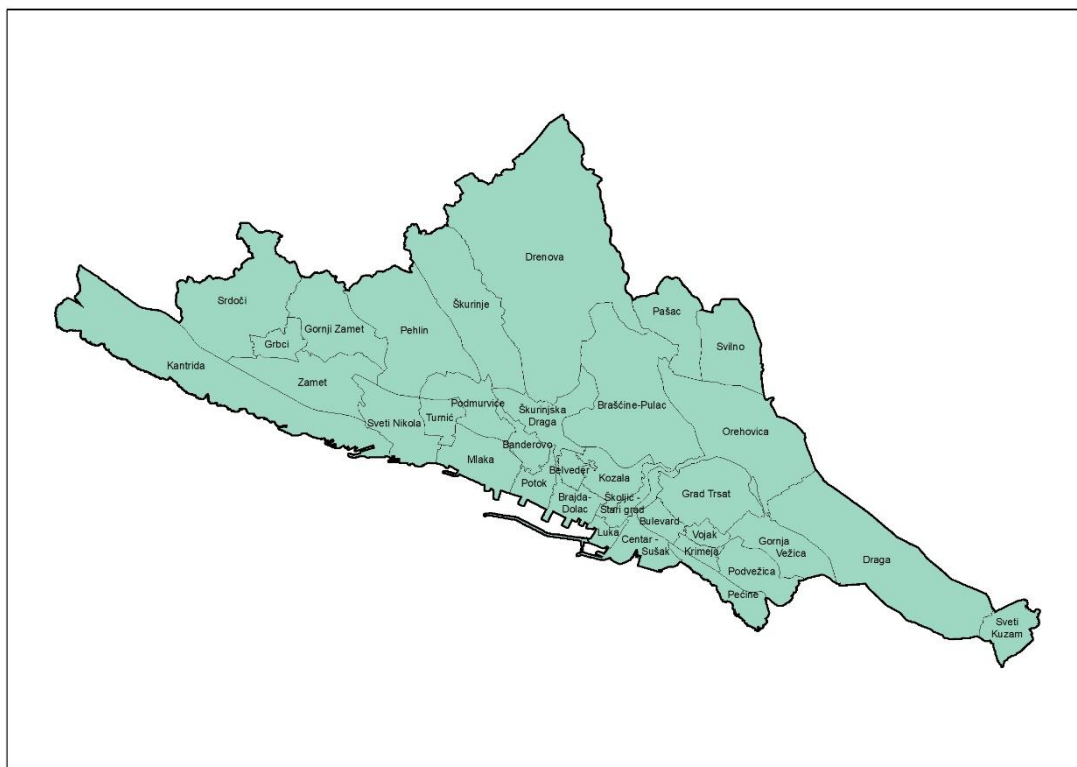 Drenova
Škurinje
Pašac
Srdoči
Gornji Zamet
Pehlin
Svilno
Grbci
Kantrida
Zamet
Podmurvice
Škurinjska
Draga
Brašćine-Pulac
Sveti Nikola
Turnić
Orehovica
Banderovo
Mlaka
Belveder
Kozala
Potok
Grad Trsat
Brajda-
Dolac
Školjić -
Stari grad
Bulevard
Luka
Centar -
Sušak
Vojak
Krimeja
Gornja
Vežica
Draga
Podvežica
Pećine
Sveti
Kuzam